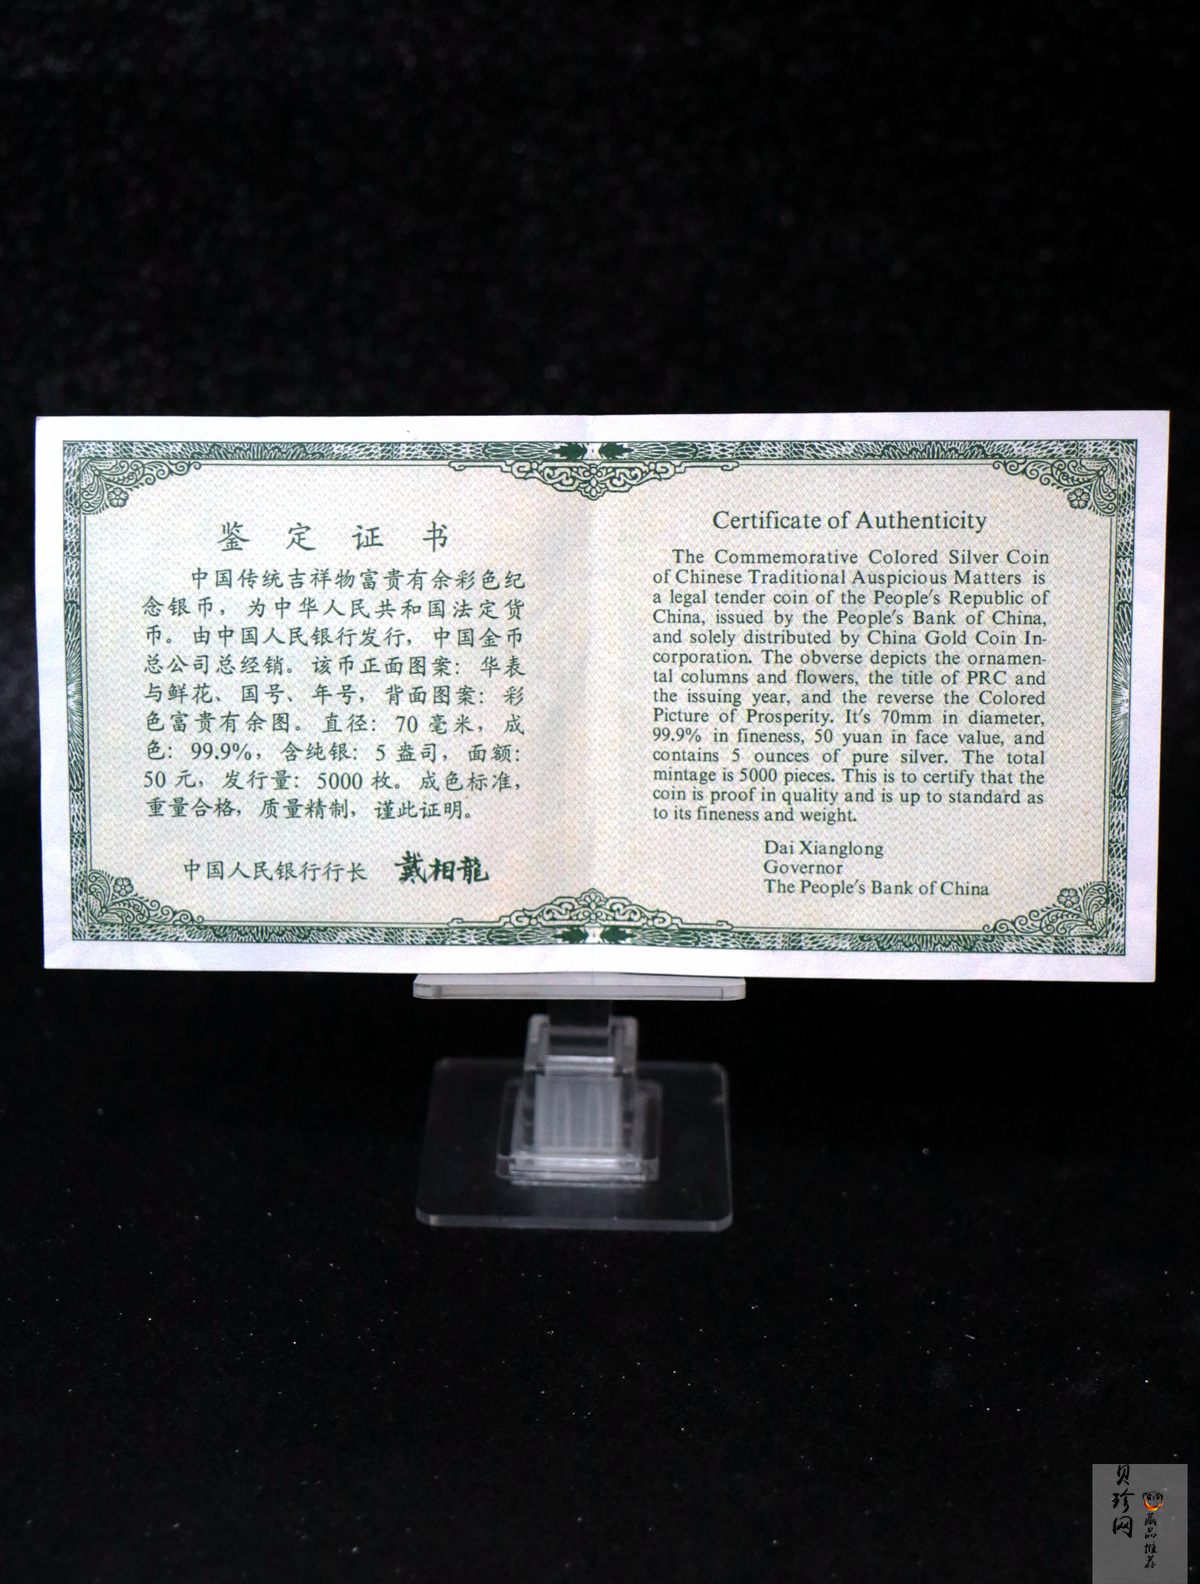 鉴定证书
中国传统吉祥物富贵有余彩色纪
念银币，为中华人民共和国法定货
币。由中国人民银行发行，中国金币
总公司总经销。该币正面图案：华表
与鲜花、国号、年号，背面图案：彩
色富贵有余图。直径：70毫米，成
色：99.9%，含纯银：5盎司，面额：
50元，发行量：5000枚。成色标准，
重量合格，质量精制，谨此证明。
中国人民银行行长 戴相龍
Certificate of Authenticity
The Commemorative Colored Silver Coin
of Chinese Traditional Auspicious Matters is
a legal tender coin of the People's Republic of
China, issued by the People's Bank of China,
and solely distributed by China Gold Coin In-
corporation. The obverse depicts the ornamen-
tal columns and flowers, the title of PRC and
the issuing year, and the reverse the Colored
Picture of Prosperity. It's 70mm in diameter,
99.9% in fineness, 50 yuan in face value, and
contains 5 ounces of pure silver. The total
mintage is 5000 pieces. This is to certify that the
coin is proof in quality and is up to standard as
to its fineness and weight.
Dai Xianglong
Governor
The People's Bank of China
贝珍网
藏品推荐